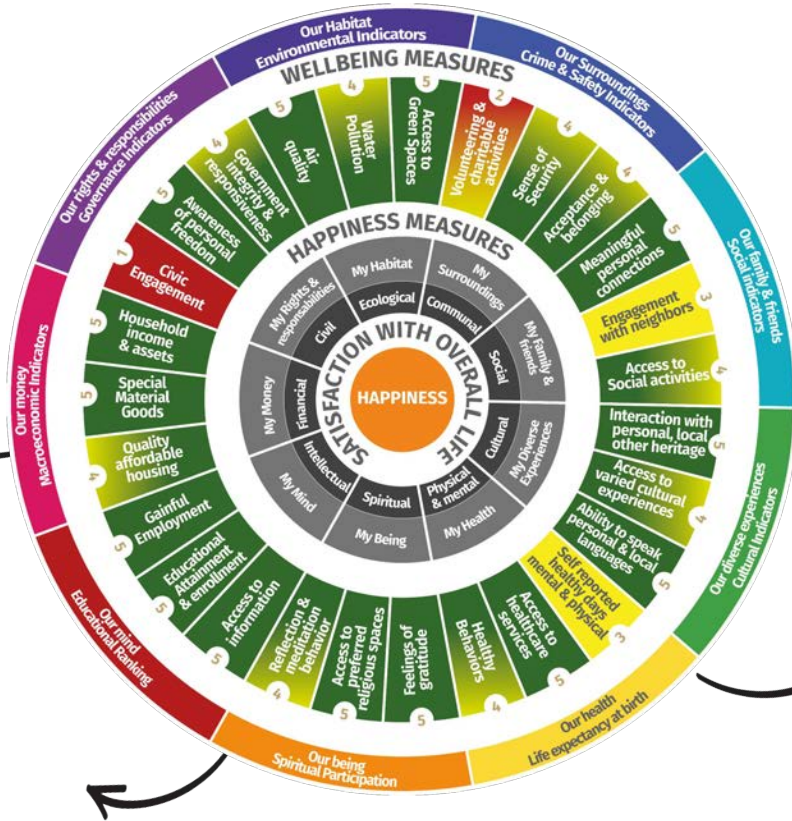 Our Habitat
Environmental Indicators
Our Surroundings
Crime & Safety Indicators
Our family & friends
Social indicators
Our diverse experiences
Cultural Indicators
Our health
Life expectancy at birth
Our being
Spiritual Participation
Our mind
Educational Ranking
Our money
Macroeconomic Indicators
Our rights & responsibilities
Governance Indicators
WELLBEING MEASURES
5
Access to
Green Spaces
2
Volunteering &
charitable
activities
4
Sense of
Security
4
Acceptance &
belonging
5
Meaningful
personal
connections
3
Engagement
with neighbors
4
Access to
Social activities
5
Interaction with
personal, local
other heritage
4
Access to
varied cultural
experiences
5
Ability to speak
personal & local
languages
3
Self reported
healthy days
mental & physical
5
Access to
healthcare
services
4
Healthy
Behaviors
5
Feelings of
gratitude
5
Access to
preferred
religious spaces
4
Reflection &
meditation
behavior
5
Access to
information
5
Educational
Attainment
& enrollment
5
Gainful
Employment
4
Quality
affordable
housing
5
Special
Material
Goods
5
Household
income
& assets
1
Civic
Engagement
5
Awareness
of personal
freedom
4
Government
integrity &
responsiveness
5
Air
quality
4
Water
Pollution
HAPPINESS MEASURES
My Habitat
Ecological
My
Surroundings
Communal
My Family &
friends
Social
My Diverse
Experiences
Cultural
My Health
Physical
& mental
My Being
Spiritual
My Mind
Intellectual
My Money
Financial
My Rights &
responsabilities
Civil
SATISFACTION WITH OVERALL LIFE
HAPPINESS